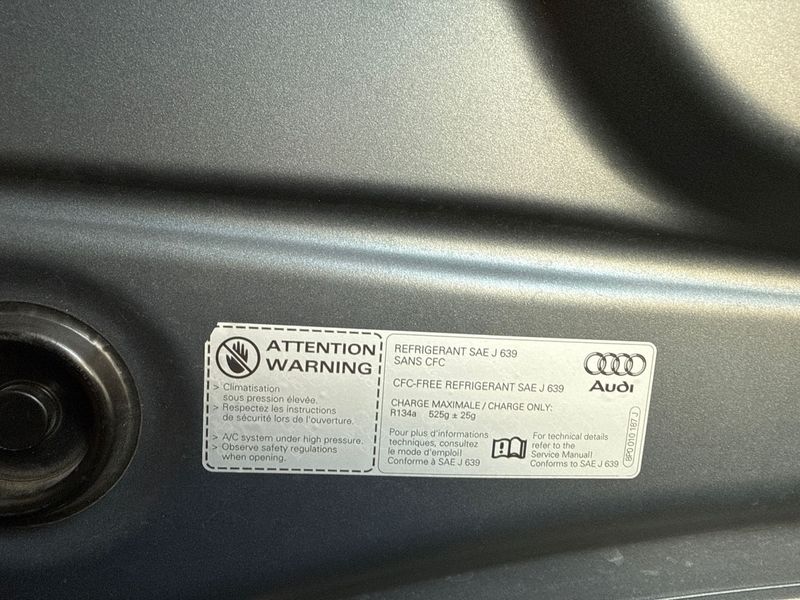 ATTENTION
WARNING
> Climatisation
sous pression élevée.
> Respectez les instructions
de sécurité lors de l'ouverture.
> A/C system under high pressure.
> Observe safety regulations
when opening.
REFRIGERANT SAE J 639
SANS CFC
CFC-FREE REFRIGERANT SAE J 639
CHARGE MAXIMALE / CHARGE ONLY:
R134a 525g ± 25g
Pour plus d'informations
techniques, consultez
le mode d'emploi!
Conforme à SAE J 639
For technical details
refer to the
Service Manual!
Conforms to SAE J 639
Audi
8P0 010 167 J